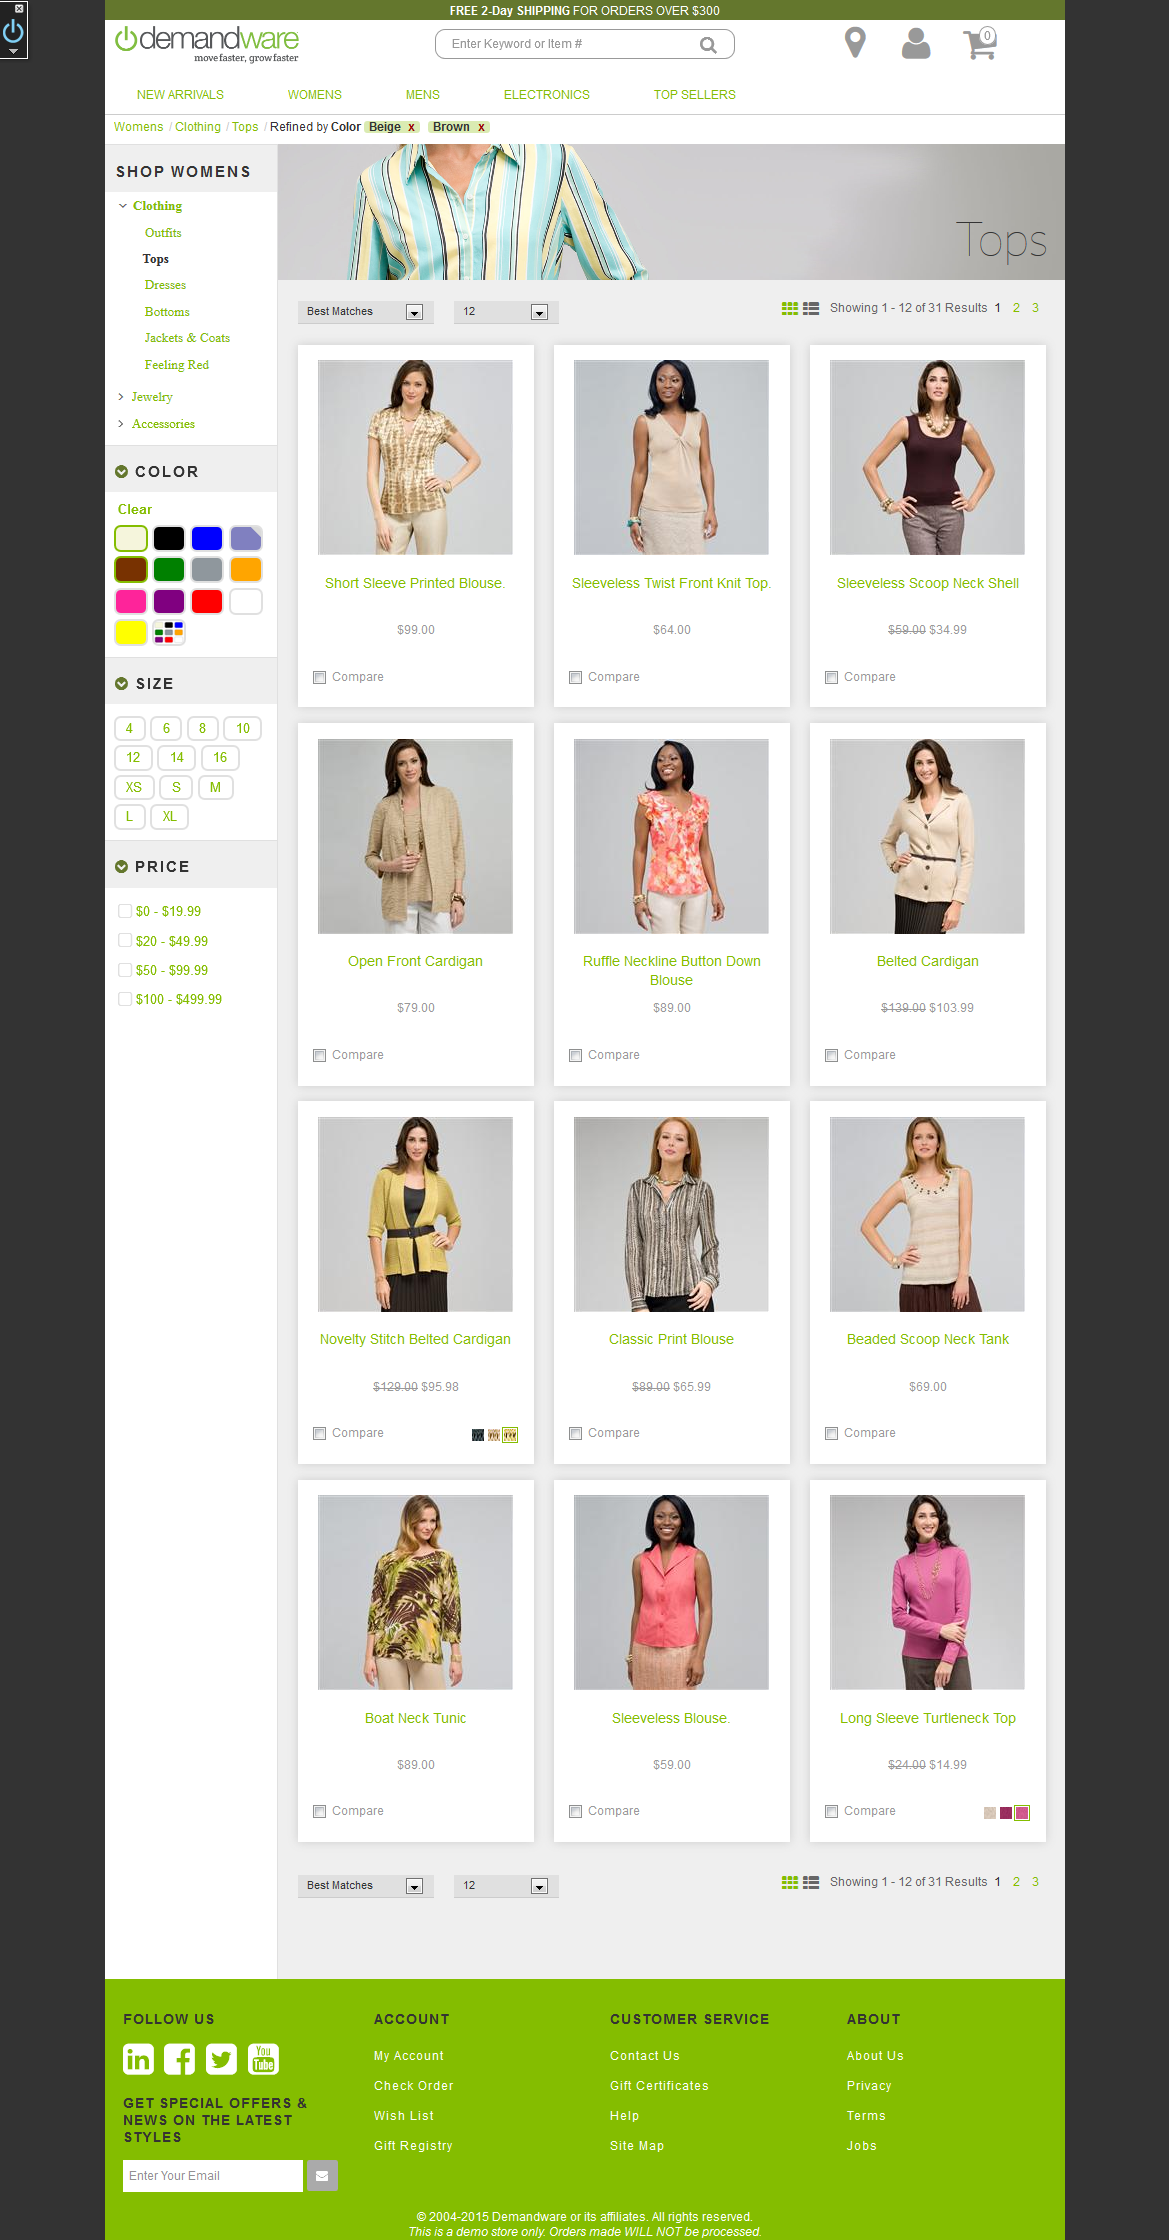 FREE 2-Day SHIPPING FOR ORDERS OVER $300
demandware
move faster, grow faster
Enter Keyword or Item #
0
NEW ARRIVALS WOMENS MENS ELECTRONICS TOP SELLERS
Womens / Clothing / Tops / Refined by Color Beige x Brown x
SHOP WOMENS
Clothing
Outfits
Tops
Dresses
Bottoms
Jackets & Coats
Feeling Red
Jewelry
Accessories
COLOR
Clear
SIZE
4 6 8 10
12 14 16
XS S M
L XL
PRICE
$0 - $19.99
$20 - $49.99
$50 - $99.99
$100 - $499.99
Tops
Best Matches 12 Showing 1 - 12 of 31 Results 1 2 3
Short Sleeve Printed Blouse.
$99.00
Compare
Sleeveless Twist Front Knit Top.
$64.00
Compare
Sleeveless Scoop Neck Shell
$59.00 $34.99
Compare
Open Front Cardigan
$79.00
Compare
Ruffle Neckline Button Down
Blouse
$89.00
Compare
Belted Cardigan
$139.00 $103.99
Compare
Novelty Stitch Belted Cardigan
$129.00 $95.98
Compare
Classic Print Blouse
$89.00 $65.99
Compare
Beaded Scoop Neck Tank
$69.00
Compare
Boat Neck Tunic
$89.00
Compare
Sleeveless Blouse.
$59.00
Compare
Long Sleeve Turtleneck Top
$24.00 $14.99
Compare
Best Matches 12 Showing 1 - 12 of 31 Results 1 2 3
FOLLOW US
in
You
Tube
GET SPECIAL OFFERS &
NEWS ON THE LATEST
STYLES
Enter Your Email
ACCOUNT
My Account
Check Order
Wish List
Gift Registry
CUSTOMER SERVICE
Contact Us
Gift Certificates
Help
Site Map
ABOUT
About Us
Privacy
Terms
Jobs
© 2004-2015 Demandware or its affiliates. All rights reserved.
This is a demo store only. Orders made WILL NOT be processed.